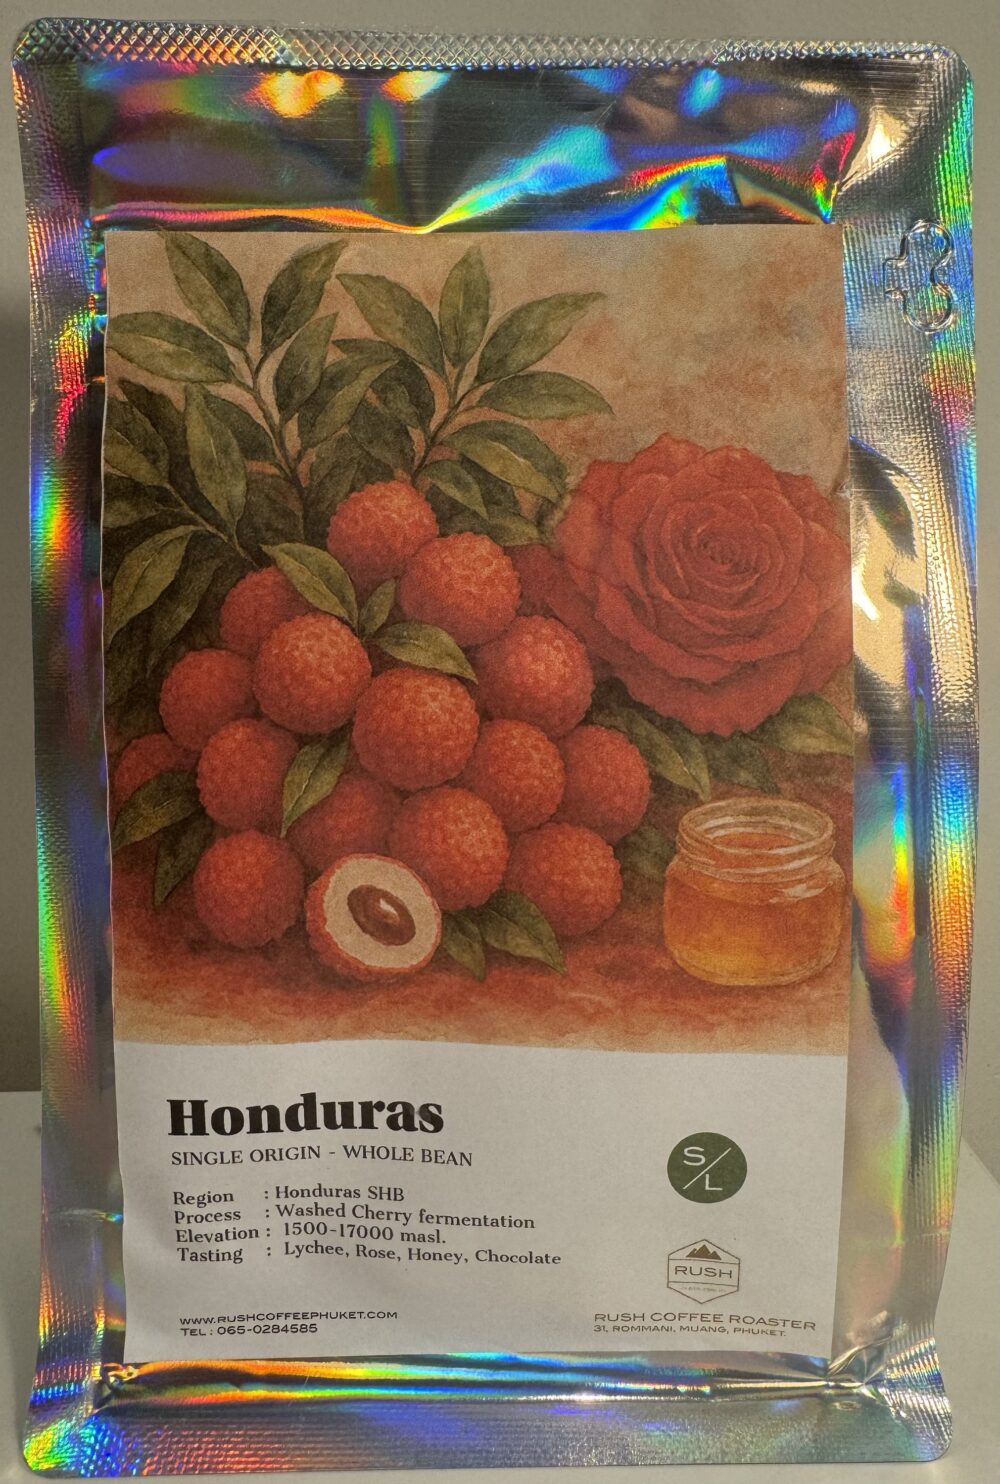 Honduras
SINGLE ORIGIN - WHOLE BEAN
Region : Honduras SHB
Process : Washed Cherry fermentation
Elevation : 1500-17000 masl.
Tasting : Lychee, Rose, Honey, Chocolate
S/L
RUSH
WWW.RUSHCOFFEEPHUKET.COM
TEL : 065-0284585
RUSH COFFEE ROASTER
31, ROMMANI, MUANG, PHUKET.